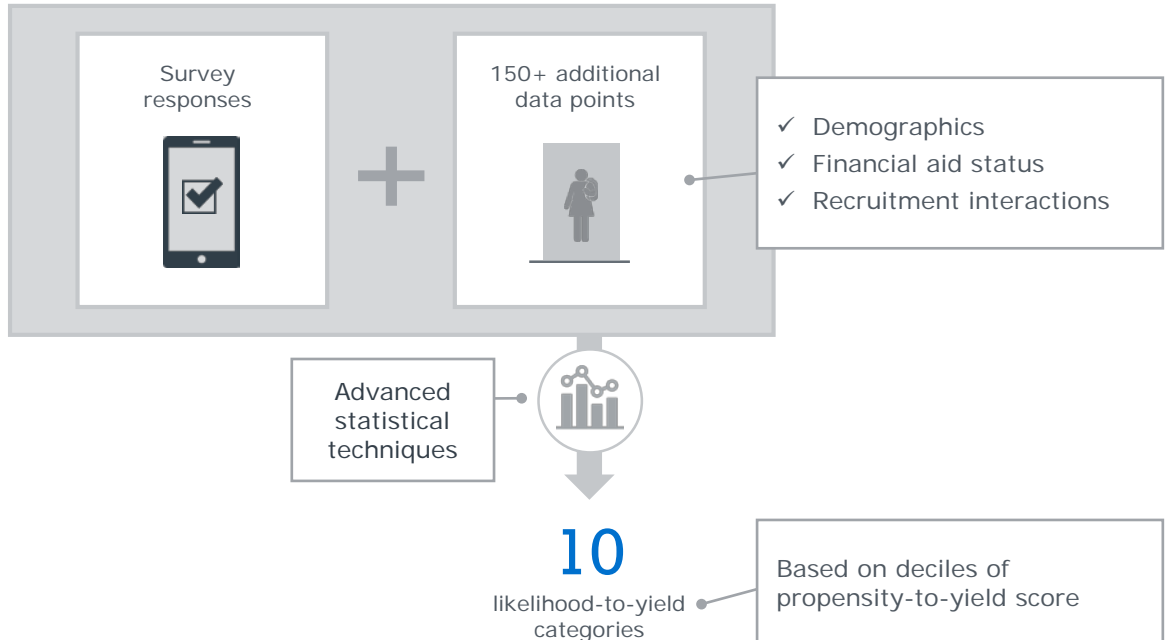 Survey
responses
150+ additional
data points
✓ Demographics
✓ Financial aid status
✓ Recruitment interactions
Advanced
statistical
techniques
10
likelihood-to-yield
categories
Based on deciles of
propensity-to-yield score